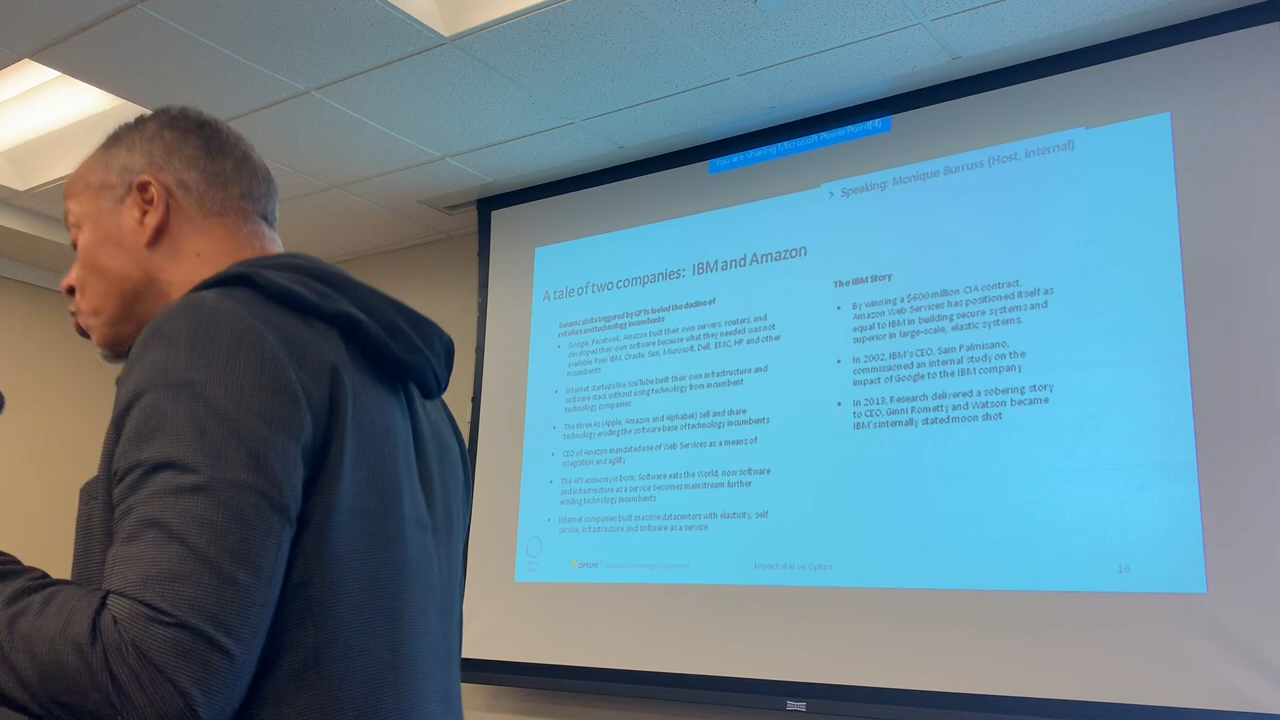 You are sharing Microsoft PowerPoint(4)
Speaking: Monique Burruss (Host, internal)
A tale of two companies: IBM and Amazon
Seismic shifts triggered by GPTs fueled the decline of
retailers and technology incumbents
• Google, Facebook, Amazon built their own servers, routers, and
developed their own software because what they needed was not
available from IBM, Oracle, Sun, Microsoft, Dell, EMC, HP and other
incumbents
• Internet startups like YouTube built their own infrastructure and
software stack without using technology from incumbent
technology companies
• The three As (Apple, Amazon and Alphabet) sell and share
technology eroding the software base of technology incumbents
• CEO of Amazon mandated use of Web Services as a means of
integration and agility
• The API economy is born, Software eats the World, now software
and infrastructure as a service becomes mainstream further
eroding technology incumbents
• Internet companies built massive datacenters with elasticity, self
service, infrastructure and software as a service
The IBM Story
• By winning a $600 million CIA contract,
Amazon Web Services has positioned itself as
equal to IBM in building secure systems and
superior in large-scale, elastic systems.
• In 2002, IBM's CEO, Sam Palmisano,
commissioned an internal study on the
impact of Google to the IBM company
• In 2013, Research delivered a sobering story
to CEO, Ginni Rometty and Watson became
IBM's internally stated moon shot
OPTUM
Impact of AI on Optum
10